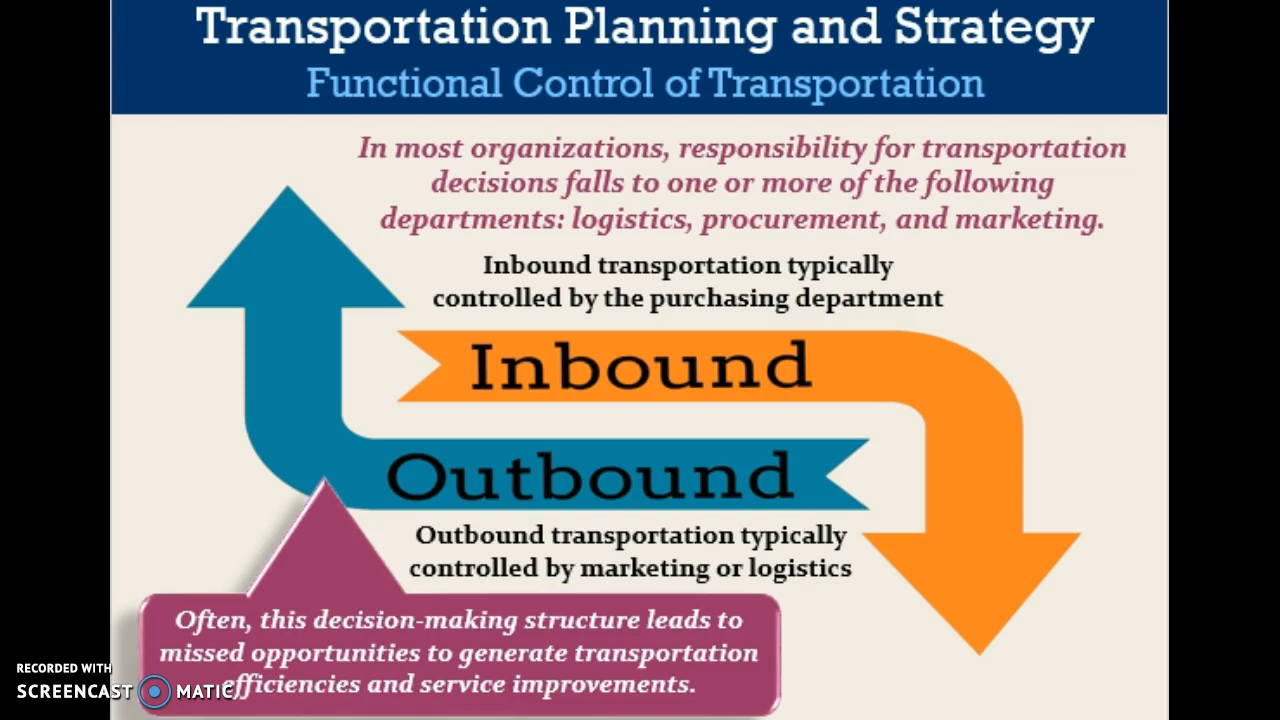 Transportation Planning and Strategy
Functional Control of Transportation
In most organizations, responsibility for transportation
decisions falls to one or more of the following
departments: logistics, procurement, and marketing.
Inbound transportation typically
controlled by the purchasing department
Inbound
Outbound
Outbound transportation typically
controlled by marketing or logistics
Often, this decision-making structure leads to
missed opportunities to generate transportation
efficiencies and service improvements.
RECORDED WITH
SCREENCAST MATIC